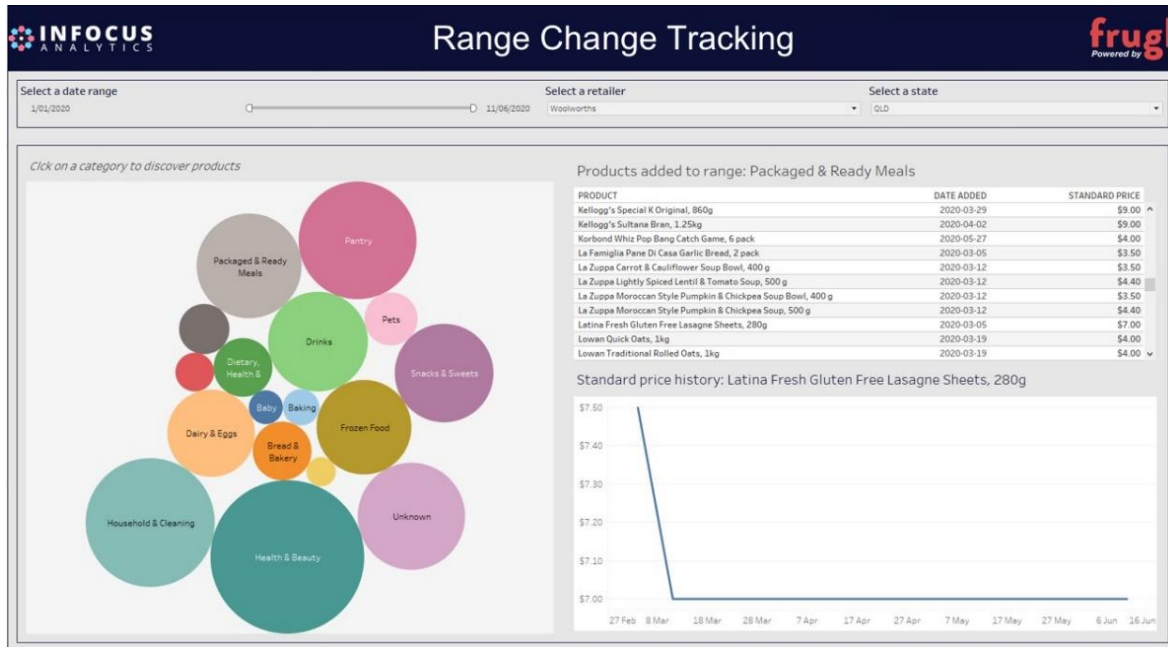 INFOCUS
ANALYTICS
Range Change Tracking
frugl
Powered by
Select a date range
Select a retailer
Select a state
1/01/2020
11/06/2020
Woolworths
QLD
Clck on a category to discover products
Pantry
Packaged & Ready
Meals
Pets
Drinks
Dietary,
Health &
Snacks & Sweets
Baby
Baking
Dairy & Eggs
Frozen Food
Bread &
Bakery
Household & Cleaning
Unknown
Health & Beauty
Products added to range: Packaged & Ready Meals
PRODUCT DATE ADDED STANDARD PRICE
Kellogg's Special K Original, 860g 2020-03-29 $9.00
Kellogg's Sultana Bran, 1.25kg 2020-04-02 $9.00
Korbond Whiz Pop Bang Catch Game, 6 pack 2020-05-27 $4.00
La Famiglia Pane Di Casa Garlic Bread, 2 pack 2020-03-05 $3.50
La Zuppa Carrot & Cauliflower Soup Bowl, 400 g 2020-03-12 $3.50
La Zuppa Lightly Spiced Lentil & Tomato Soup, 500 g 2020-03-12 $4.40
La Zuppa Moroccan Style Pumpkin & Chickpea Soup Bowl, 400 g 2020-03-12 $3.50
La Zuppa Moroccan Style Pumpkin & Chickpea Soup, 500 g 2020-03-12 $4.40
Latina Fresh Gluten Free Lasagne Sheets, 280g 2020-03-05 $7.00
Lowan Quick Oats, 1kg 2020-03-19 $4.00
Lowan Traditional Rolled Oats, 1kg 2020-03-19 $4.00
Standard price history: Latina Fresh Gluten Free Lasagne Sheets, 280g
$7.50
$7.40
$7.30
$7.20
$7.10
$7.00
27 Feb 8 Mar 18 Mar 28 Mar 7 Apr 17 Apr 27 Apr 7 May 17 May 27 May 6 Jun 16 Jun